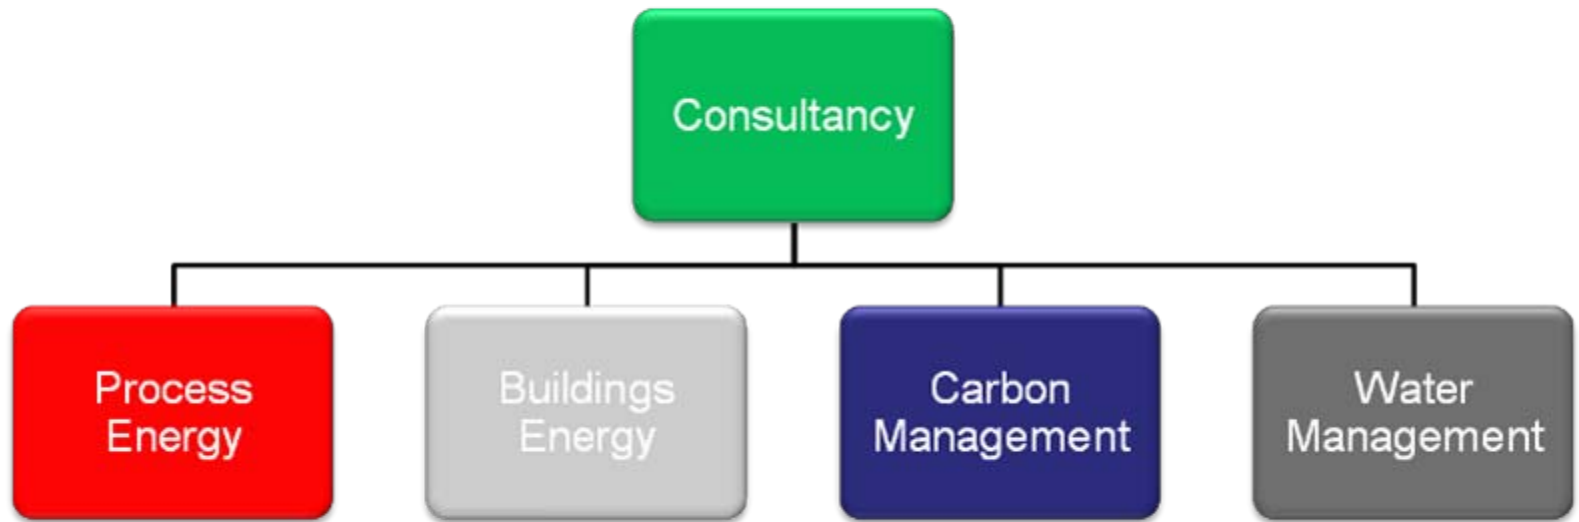 Consultancy
Process
Energy
Buildings
Energy
Carbon
Management
Water
Management